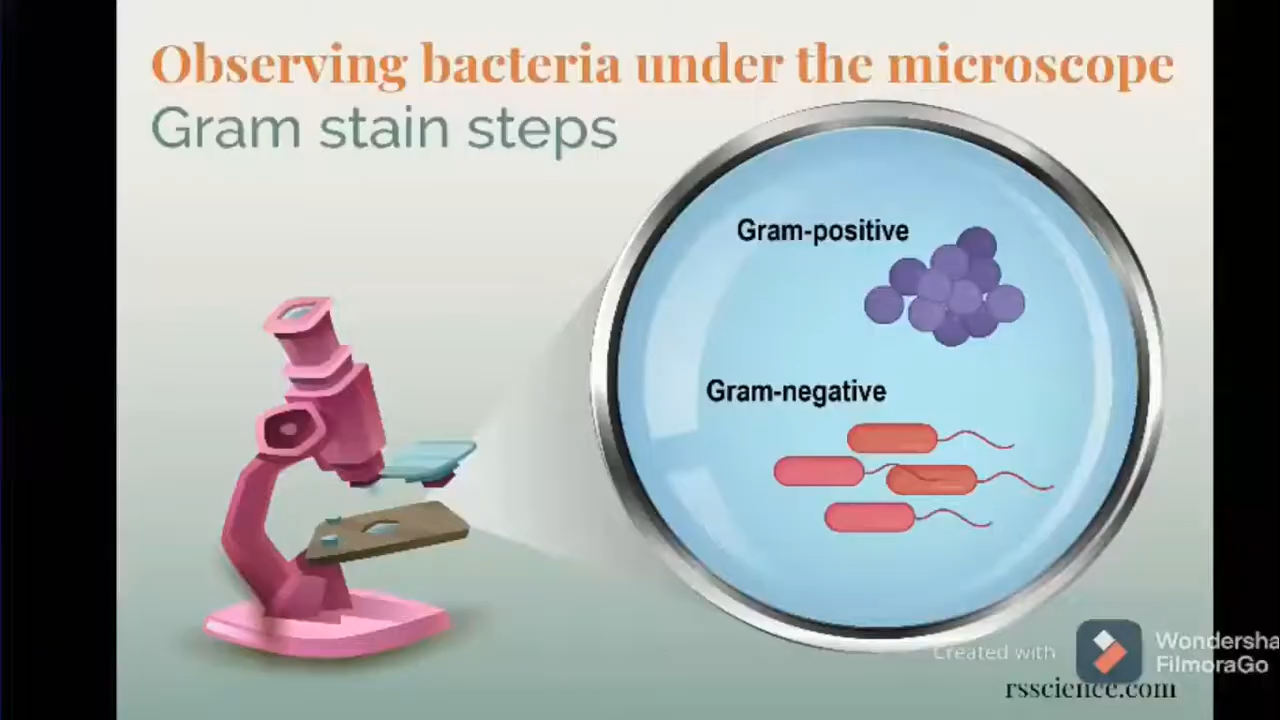 Observing bacteria under the microscope
Gram stain steps
Gram-positive
Gram-negative
Created with
Wondersha
FilmoraGo
rsscience.com